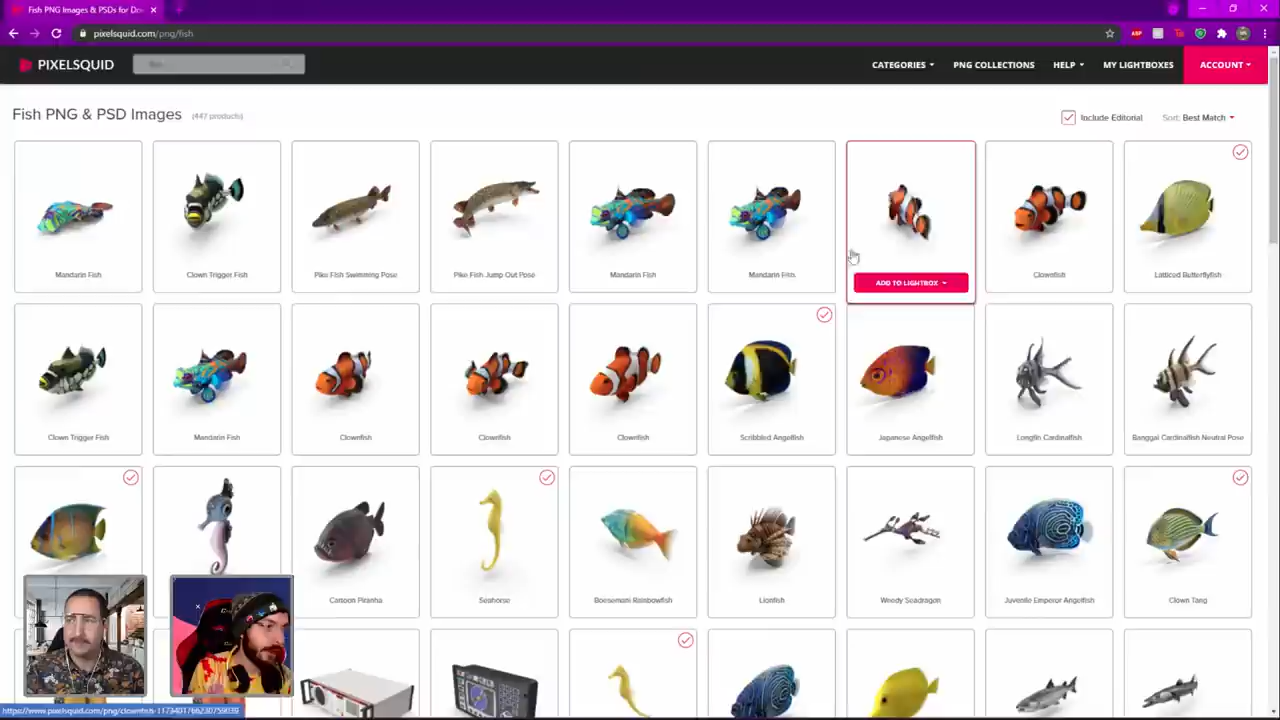 Fish PNG & PSDs for Dow
pixelsquid.com/png/fish
PIXELSQUID
CATEGORIES
PNG COLLECTIONS
HELP
MY LIGHTBOXES
ACCOUNT
Fish PNG & PSD Images (447 products)
Include Editorial
Sort: Best Match
Mandarin Fish
Clown Trigger Fish
Pike Fish Swimming Pose
Pike Fish Jump Out Pose
Mandarin Fish
Mandarin Fish
ADD TO LIGHTBOX
Clownfish
Latticed Butterflyfish
Clown Trigger Fish
Mandarin Fish
Clownfish
Clownfish
Clownfish
Scribbled Angelfish
Japanese Angelfish
Longfin Cardinalfish
Banggai Cardinalfish Neutral Pose
Cartoon Piranha
Seahorse
Boesemani Rainbowfish
Lionfish
Weedy Seadragon
Juvenile Emperor Angelfish
Clown Tang